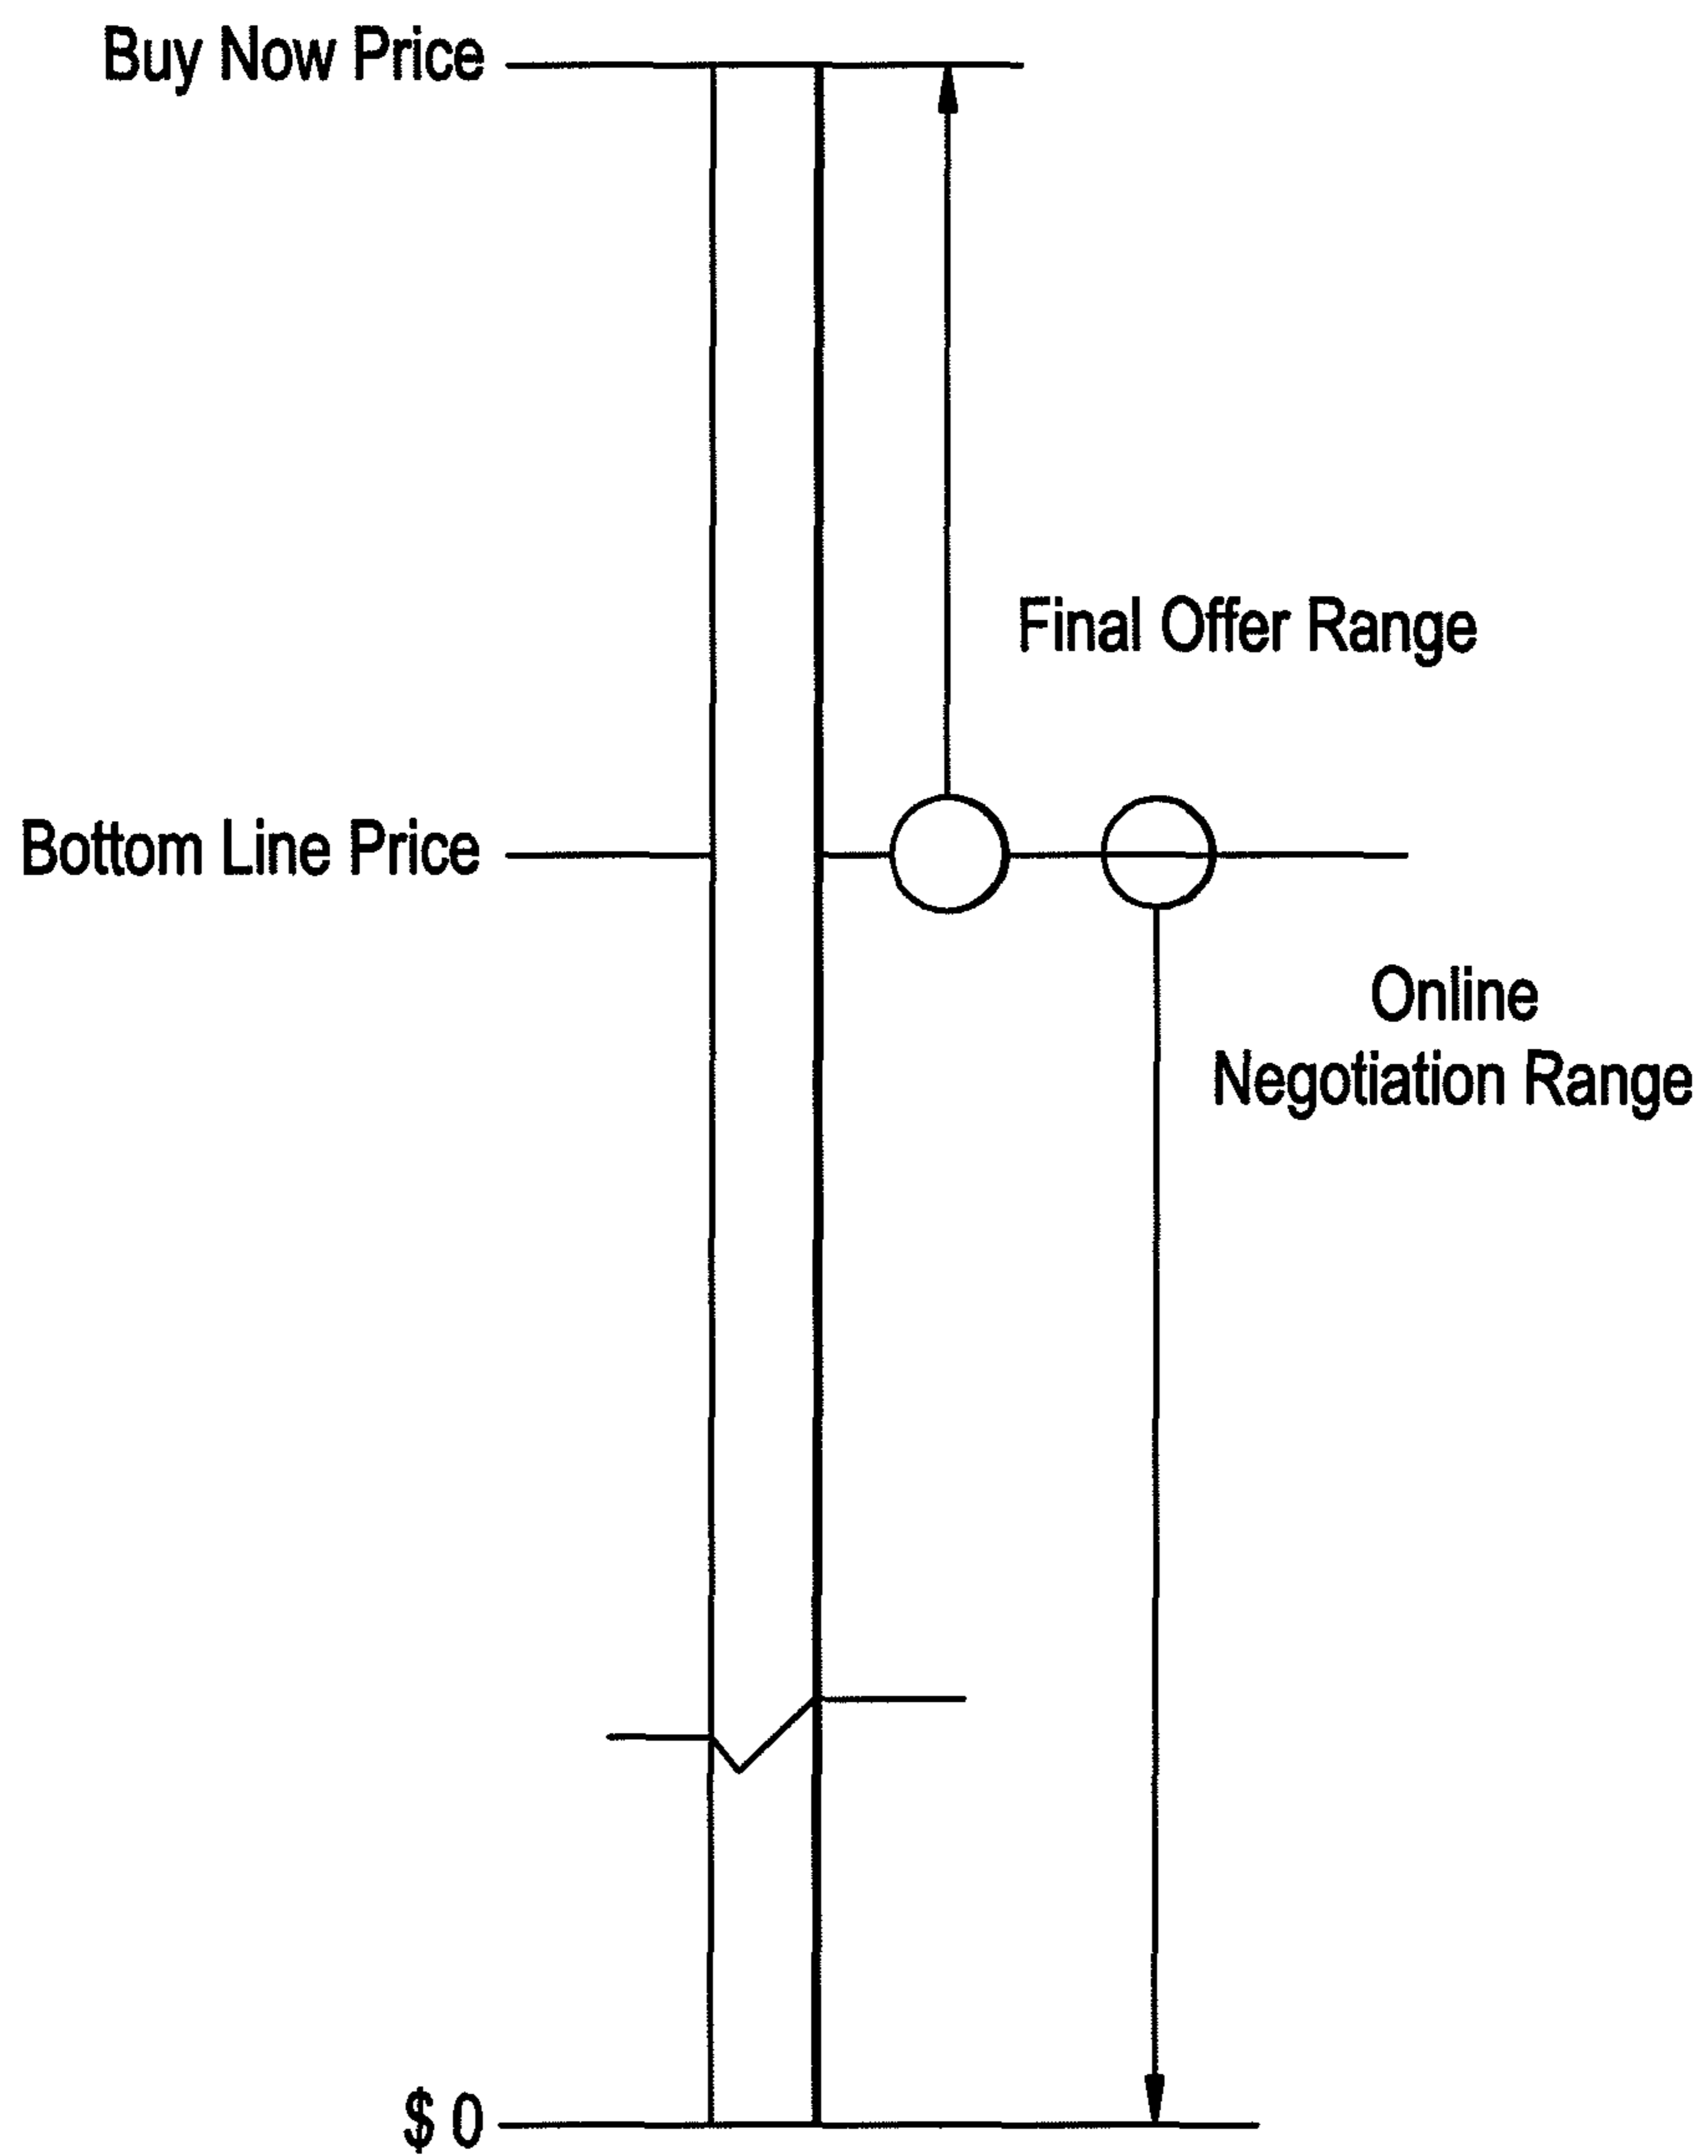 Buy Now Price
Final Offer Range
Bottom Line Price
Online
Negotiation Range
$ 0